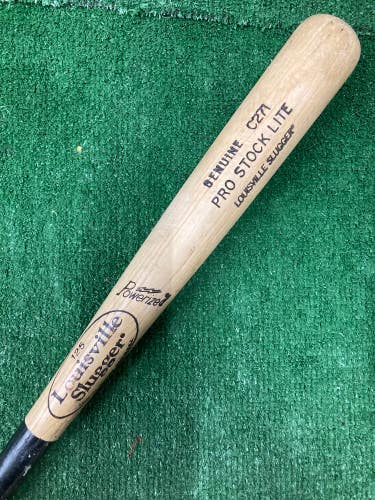 GENUINE C271
PRO STOCK LITE
LOUISVILLE SLUGGER®
Powerized
125
Louisville
Slugger®